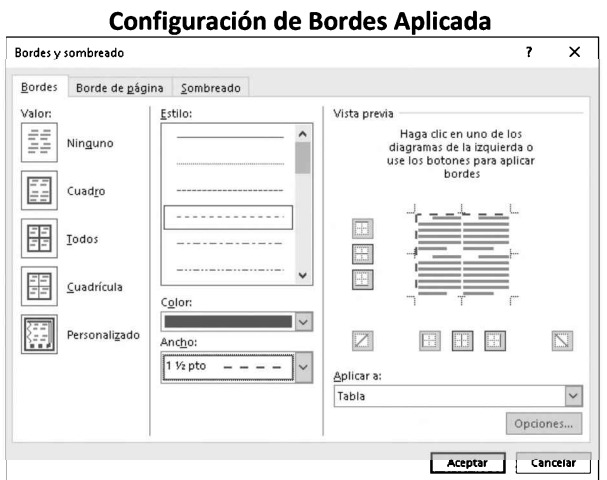 Configuración de Bordes Aplicada
Bordes y sombreado
?
Bordes
Borde de página
Sombreado
Valor:
Ninguno
Cuadro
Todos
Cuadrícula
Personalizado
Estilo:
Color:
Ancho:
1 ½ pto
Vista previa
Haga clic en uno de los
diagramas de la izquierda o
use los botones para aplicar
bordes
Aplicar a:
Tabla
Opciones...
Aceptar
Cancelar